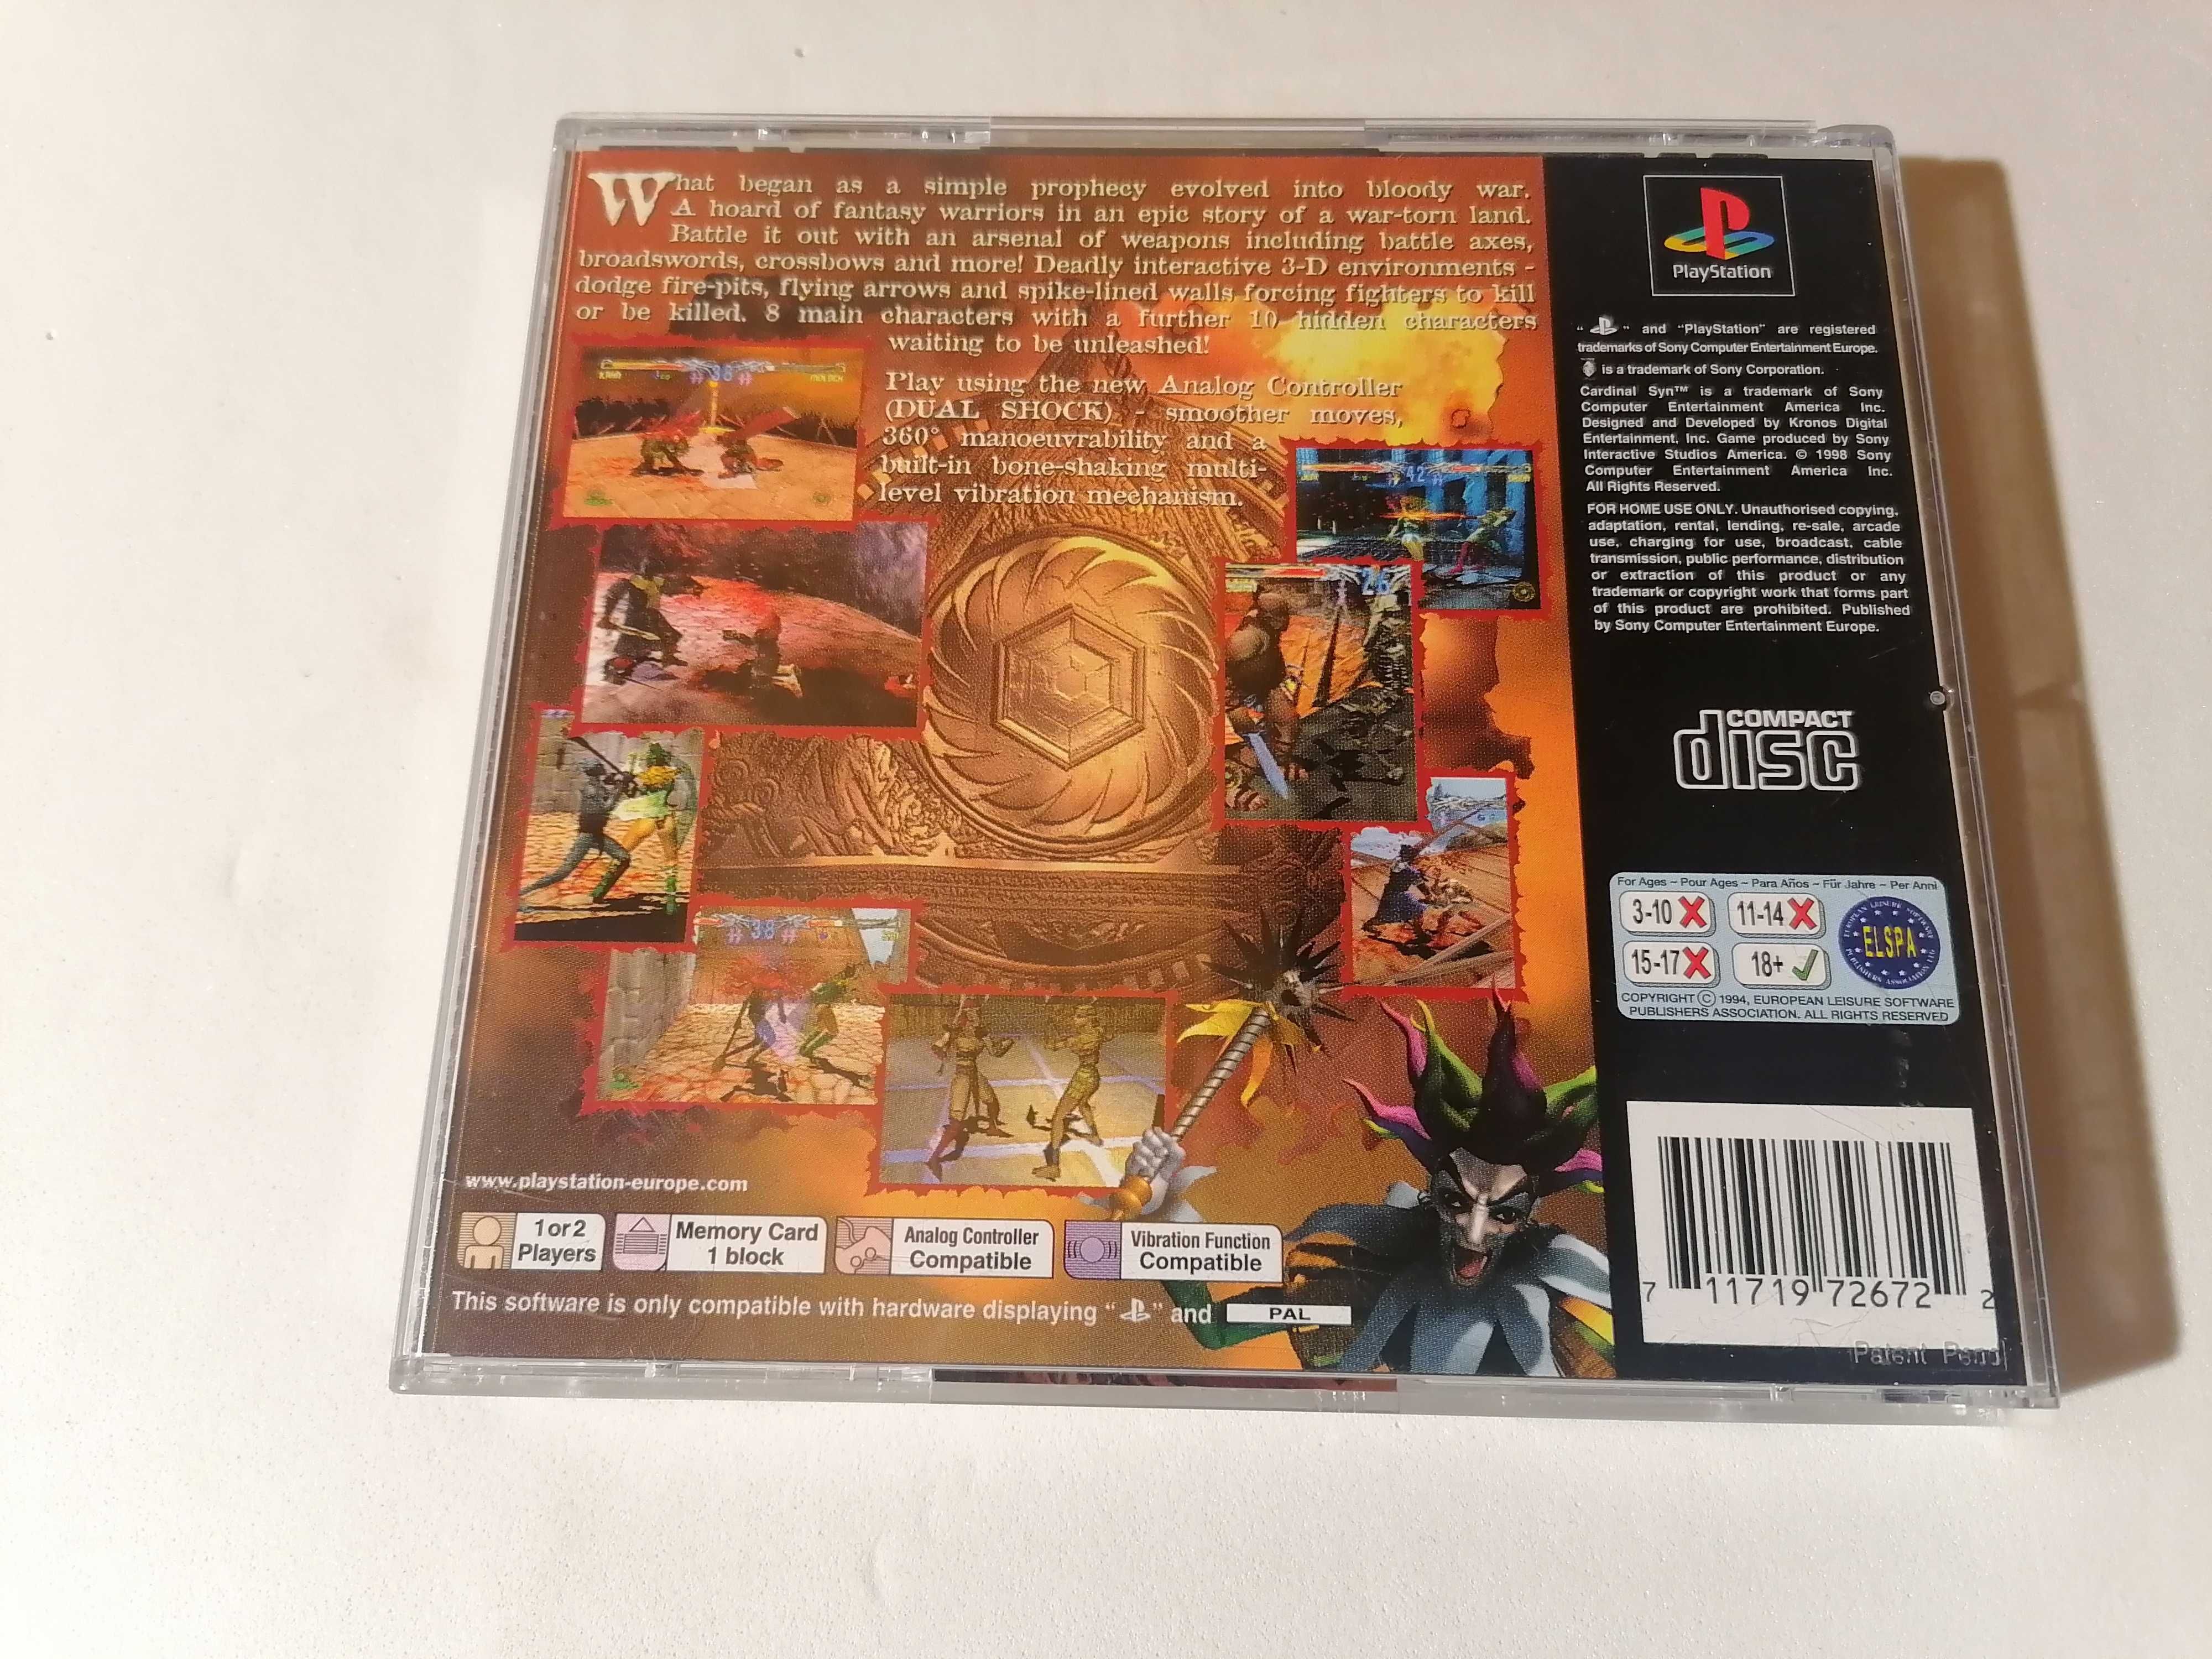 What began as a simple prophecy evolved into bloody war.
A hoard of fantasy warriors in an epic story of a war-torn land.
Battle it out with an arsenal of weapons including battle axes,
broadswords, crossbows and more! Deadly interactive 3-D environments -
dodge fire-pits, flying arrows and spike-lined walls forcing fighters to kill
or be killed. 8 main characters with a further 10 hidden characters
waiting to be unleashed!
Play using the new Analog Controller
(DUAL SHOCK) - smoother moves,
360° manoeuvrability and a
built-in bone-shaking multi-
level vibration mechanism.
38
42
26
38
www.playstation-europe.com
1 or 2
Players
Memory Card
1 block
Analog Controller
Compatible
Vibration Function
Compatible
This software is only compatible with hardware displaying " " and PAL
PlayStation
" " and "PlayStation" are registered
trademarks of Sony Computer Entertainment Europe.
is a trademark of Sony Corporation.
Cardinal Syn™ is a trademark of Sony
Computer Entertainment America Inc.
Designed and Developed by Kronos Digital
Entertainment, Inc. Game produced by Sony
Interactive Studios America. © 1998 Sony
Computer Entertainment America Inc.
All Rights Reserved.
FOR HOME USE ONLY. Unauthorised copying,
adaptation, rental, lending, re-sale, arcade
use, charging for use, broadcast, cable
transmission, public performance, distribution
or extraction of this product or any
trademark or copyright work that forms part
of this product are prohibited. Published
by Sony Computer Entertainment Europe.
COMPACT
disc
For Ages ~ Pour Ages ~ Para Años ~ Für Jahre ~ Per Anni
3-10
11-14
15-17
18+
EUROPEAN LEISURE SOFTWARE
ELSPA
PUBLISHERS ASSOCIATION LTD
COPYRIGHT © 1994, EUROPEAN LEISURE SOFTWARE
PUBLISHERS ASSOCIATION. ALL RIGHTS RESERVED
7 11719 72672 2
Patent Pend